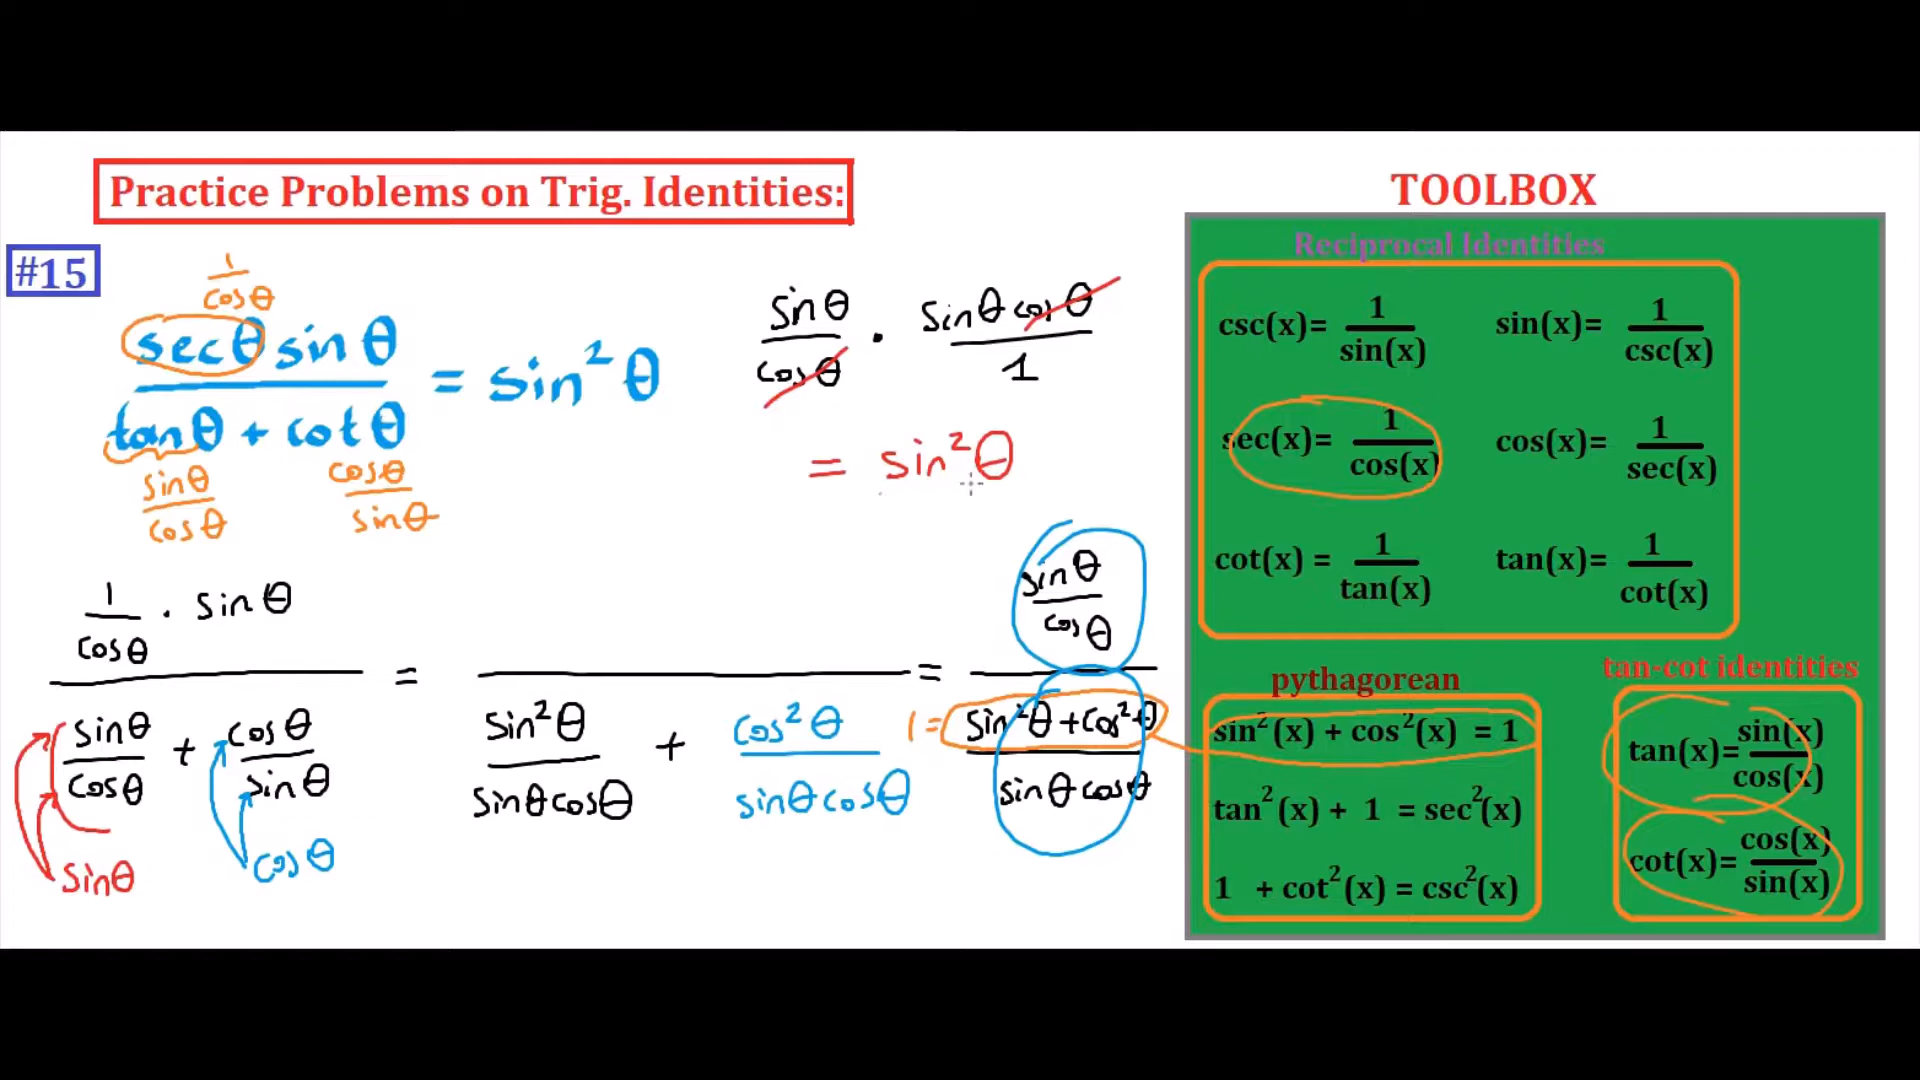 Practice Problems on Trig. Identities:
#15
1/cosθ
secθ sinθ / tanθ + cotθ = sin²θ
sinθ/cosθ cosθ/sinθ
sinθ/cosθ · sinθ cosθ/1
= sin²θ
1/cosθ · sinθ
sinθ/cosθ + cosθ/sinθ
=
sin²θ/sinθcosθ + cos²θ/sinθcosθ
=
sinθ/cosθ
1= sin²θ+cos²θ
sinθcosθ
sinθ
cosθ
TOOLBOX
Reciprocal Identities
csc(x)= 1/sin(x) sin(x)= 1/csc(x)
sec(x)= 1/cos(x) cos(x)= 1/sec(x)
cot(x) = 1/tan(x) tan(x)= 1/cot(x)
pythagorean
sin²(x) + cos²(x) = 1
tan²(x) + 1 = sec²(x)
1 + cot²(x) = csc²(x)
tan-cot identities
tan(x)= sin(x)/cos(x)
cot(x)= cos(x)/sin(x)